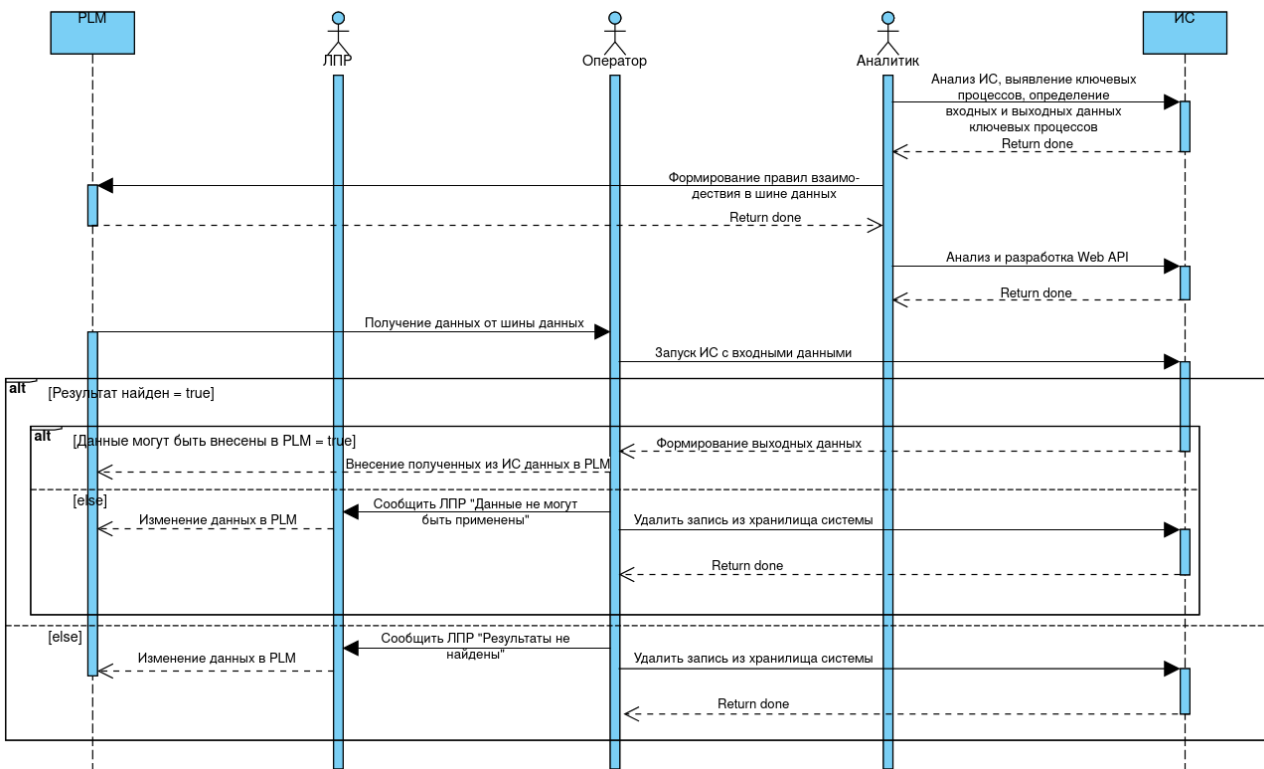 PLM
ЛПР
Оператор
Аналитик
ИС
Анализ ИС, выявление ключевых
процессов, определение
входных и выходных данных
ключевых процессов
Return done
Формирование правил взаимо-
дествия в шине данных
Return done
Анализ и разработка Web API
Return done
Получение данных от шины данных
Запуск ИС с входными данными
alt
[Результат найден = true]
alt
[Данные могут быть внесены в PLM = true]
Формирование выходных данных
Внесение полученных из ИС данных в PLM
[else]
Сообщить ЛПР "Данные не могут
быть применены"
Изменение данных в PLM
Удалить запись из хранилища системы
Return done
[else]
Сообщить ЛПР "Результаты не
найдены"
Изменение данных в PLM
Удалить запись из хранилища системы
Return done